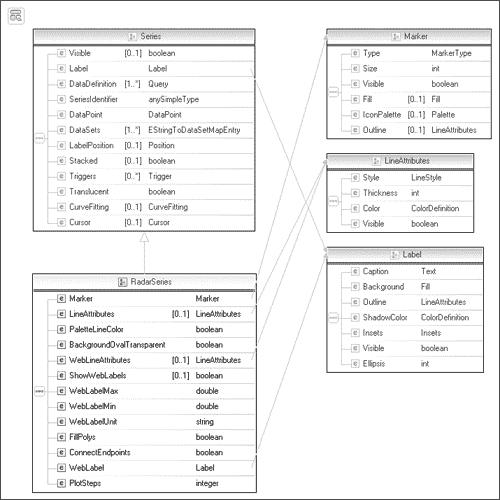 Series
Visible [0..1] boolean
Label Label
DataDefinition [1..*] Query
SeriesIdentifier anySimpleType
DataPoint DataPoint
DataSets [1..*] EStringToDataSetMapEntry
LabelPosition [0..1] Position
Stacked [0..1] boolean
Triggers [0..*] Trigger
Translucent boolean
CurveFitting [0..1] CurveFitting
Cursor [0..1] Cursor
RadarSeries
Marker Marker
LineAttributes [0..1] LineAttributes
PaletteLineColor boolean
BackgroundOvalTransparent boolean
WebLineAttributes [0..1] LineAttributes
ShowWebLabels [0..1] boolean
WebLabelMax double
WebLabelMin double
WebLabelUnit string
FillPolys boolean
ConnectEndpoints boolean
WebLabel Label
PlotSteps integer
Marker
Type MarkerType
Size int
Visible boolean
Fill [0..1] Fill
IconPalette [0..1] Palette
Outline [0..1] LineAttributes
LineAttributes
Style LineStyle
Thickness int
Color ColorDefinition
Visible boolean
Label
Caption Text
Background Fill
Outline LineAttributes
ShadowColor ColorDefinition
Insets Insets
Visible boolean
Ellipsis int